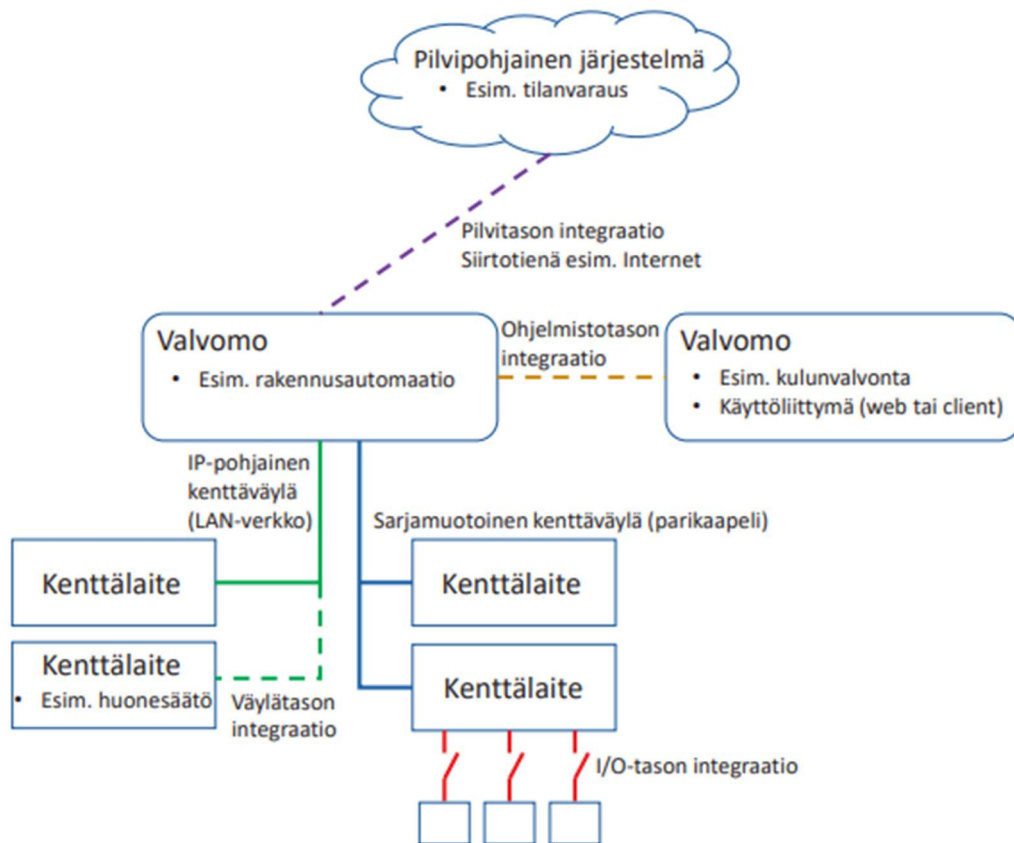 Pilvipohjainen järjestelmä
• Esim. tilanvaraus
Pilvitason integraatio
Siirtotienä esim. Internet
Valvomo
• Esim. rakennusautomaatio
Ohjelmistotason
integraatio
Valvomo
• Esim. kulunvalvonta
• Käyttöliittymä (web tai client)
IP-pohjainen
kenttäväylä
(LAN-verkko)
Sarjamuotoinen kenttäväylä (parikaapeli)
Kenttälaite
Kenttälaite
Kenttälaite
• Esim. huonesäätö
Väylätason
integraatio
Kenttälaite
I/O-tason integraatio